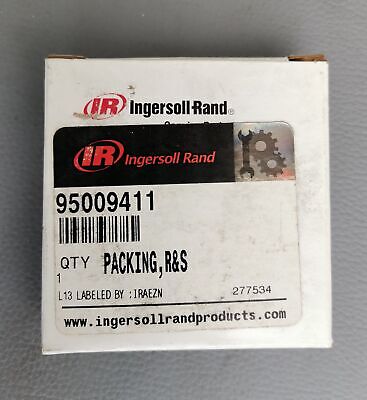 IR Ingersoll-Rand®
IR Ingersoll Rand
95009411
QTY PACKING,R&S
1
L13 LABELED BY :IRAEZN 277534
www.ingersollrandproducts.com